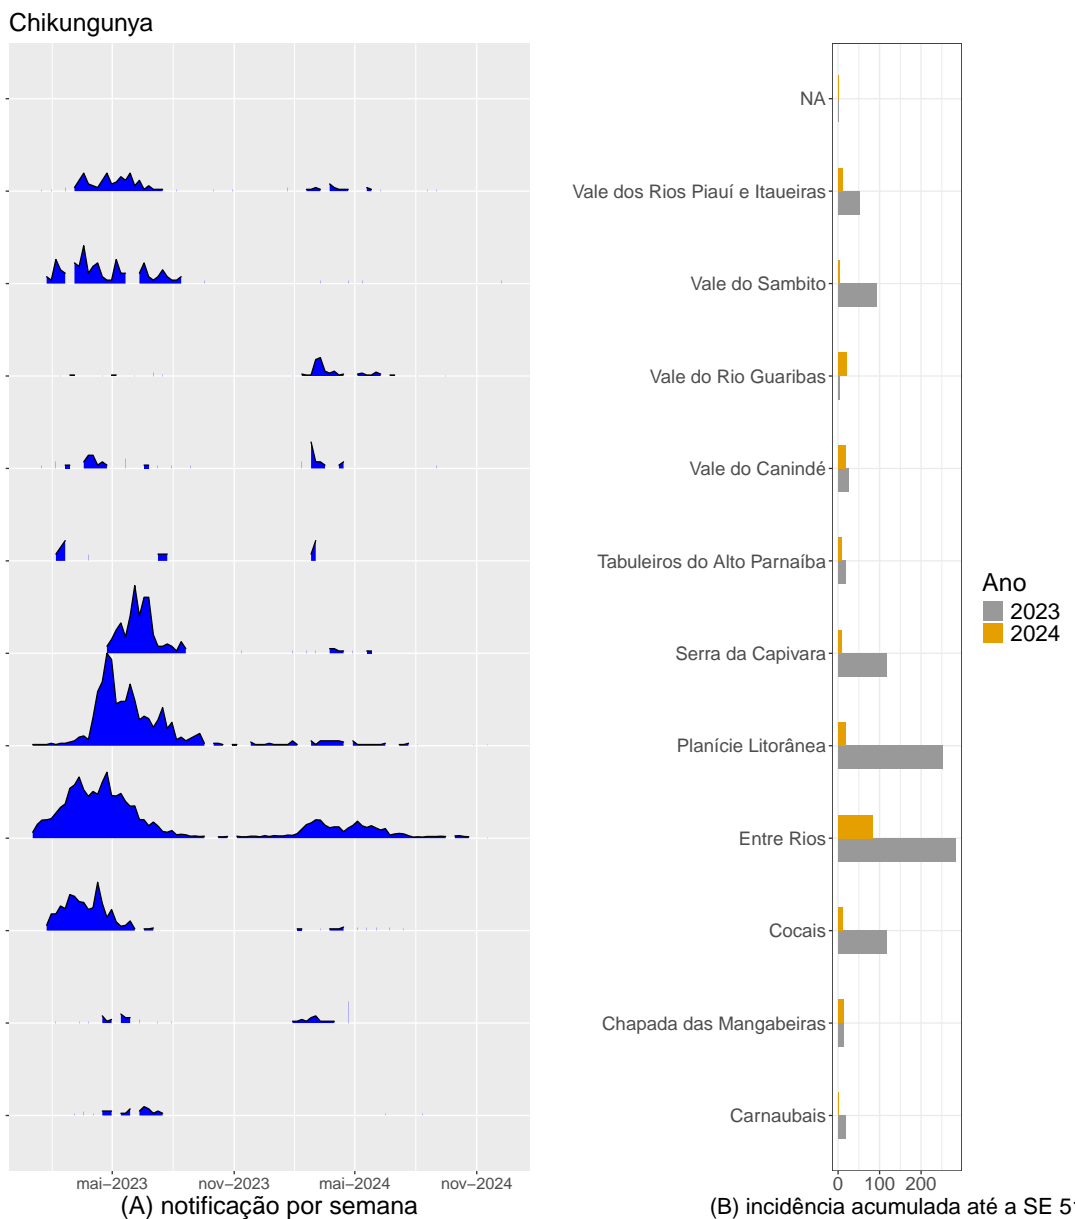 Chikungunya
NA
Vale dos Rios Piauí e Itaueiras
Vale do Sambito
Vale do Rio Guaribas
Vale do Canindé
Tabuleiros do Alto Parnaíba
Serra da Capivara
Planície Litorânea
Entre Rios
Cocais
Chapada das Mangabeiras
Carnaubais
Ano
2023
2024
mai–2023 nov–2023 mai–2024 nov–2024
0 100 200
(A) notificação por semana
(B) incidência acumulada até a SE